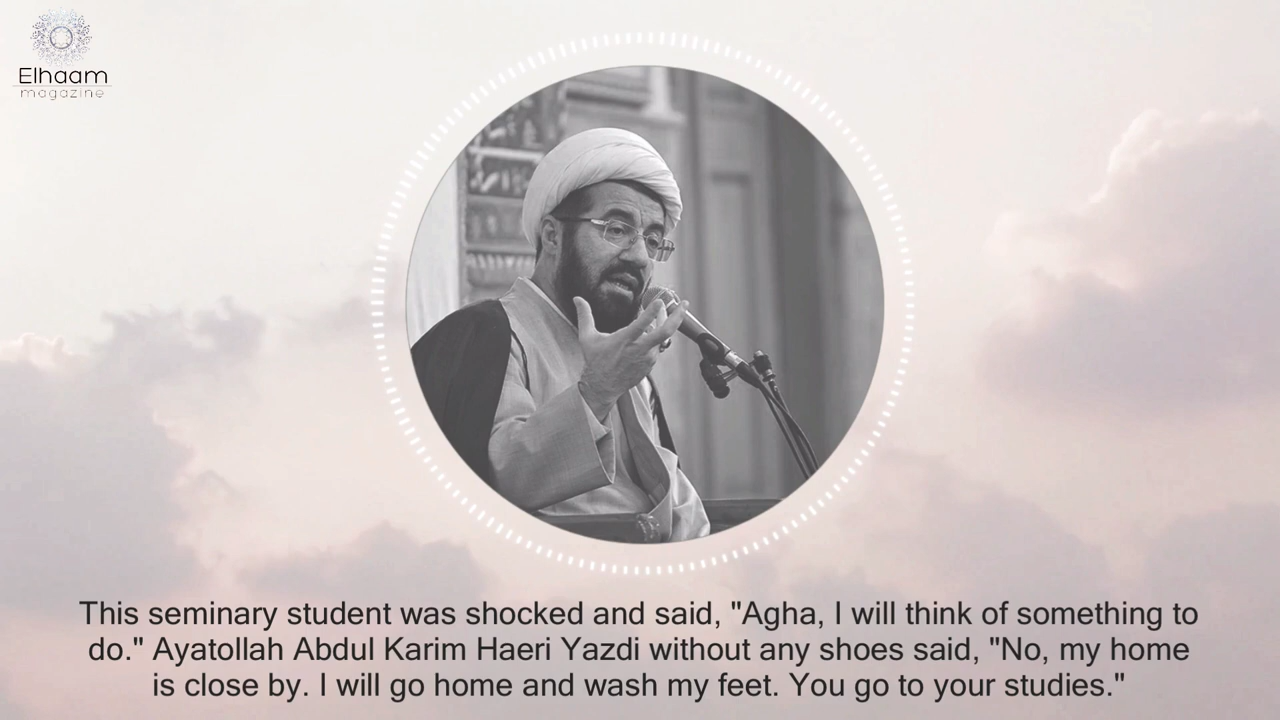 Elhaam
magazine
This seminary student was shocked and said, "Agha, I will think of something to
do." Ayatollah Abdul Karim Haeri Yazdi without any shoes said, "No, my home
is close by. I will go home and wash my feet. You go to your studies."